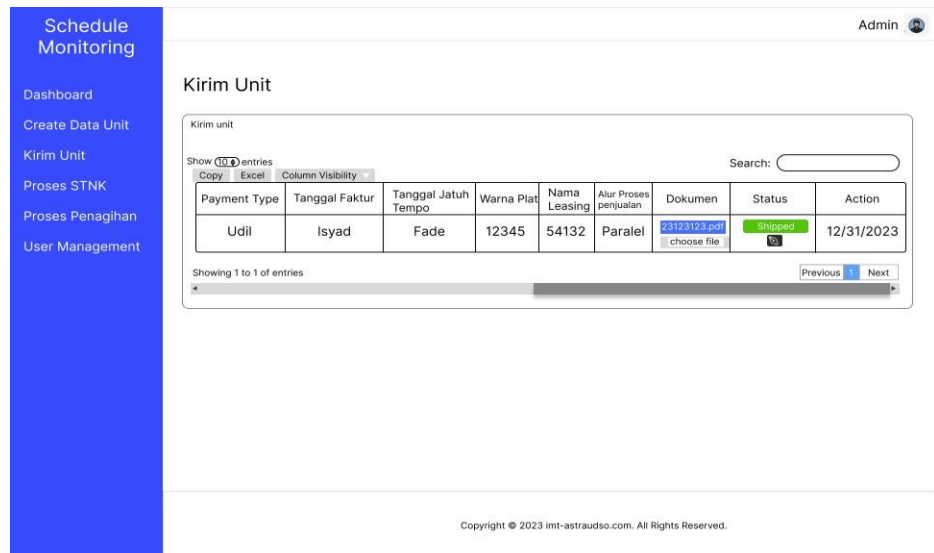 Schedule
Monitoring
Admin
Dashboard
Create Data Unit
Kirim Unit
Proses STNK
Proses Penagihan
User Management
Kirim Unit
Kirim unit
Show 10 entries
Search:
Copy Excel Column Visibility
Payment Type Tanggal Faktur Tanggal Jatuh Tempo Warna Plat Nama Leasing Alur Proses penjualan Dokumen Status Action
Udil Isyad Fade 12345 54132 Paralel 23123123.pdf Shipped 12/31/2023
choose file
Showing 1 to 1 of entries
Previous 1 Next
Copyright © 2023 imt-astraudso.com. All Rights Reserved.